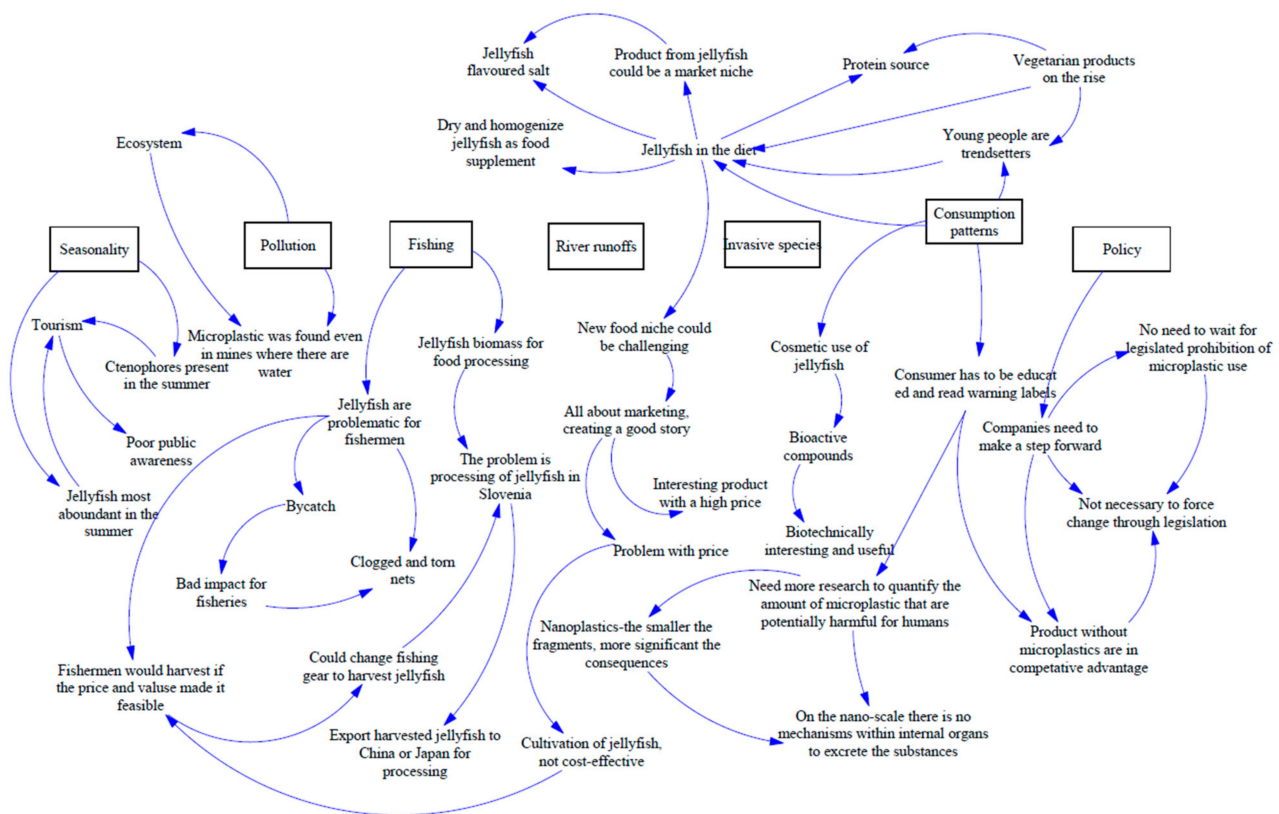 Jellyfish
flavoured salt
Product from jellyfish
could be a market niche
Protein source
Vegetarian products
on the rise
Dry and homogenize
jellyfish as food
supplement
Ecosystem
Jellyfish in the diet
Young people are
trendsetters
Seasonality
Pollution
Fishing
River runoffs
Invasive species
Consumption
patterns
Policy
Tourism
Ctenophores present
in the summer
Microplastic was found even
in mines where there are
water
Jellyfish biomass for
food processing
New food niche could
be challenging
Cosmetic use of
jellyfish
No need to wait for
legislated prohibition of
microplastic use
Consumer has to be educat
ed and read warning labels
Jellyfish are
problematic for
fishermen
All about marketing,
creating a good story
Companies need to
make a step forward
Poor public
awareness
Bioactive
compounds
The problem is
processing of jellyfish in
Slovenia
Jellyfish most
aboundant in the
summer
Bycatch
Interesting product
with a high price
Not necessary to force
change through legislation
Biotechnically
interesting and useful
Problem with price
Clogged and torn
nets
Bad impact for
fisheries
Need more research to quantify the
amount of microplastic that are
potentially harmful for humans
Nanoplastics-the smaller the
fragments, more significant the
consequences
Product without
microplastics are in
competative advantage
Fishermen would harvest if
the price and valuse made it
feasible
Could change fishing
gear to harvest jellyfish
Export harvested jellyfish to
China or Japan for
processing
Cultivation of jellyfish,
not cost-effective
On the nano-scale there is no
mechanisms within internal organs
to excrete the substances